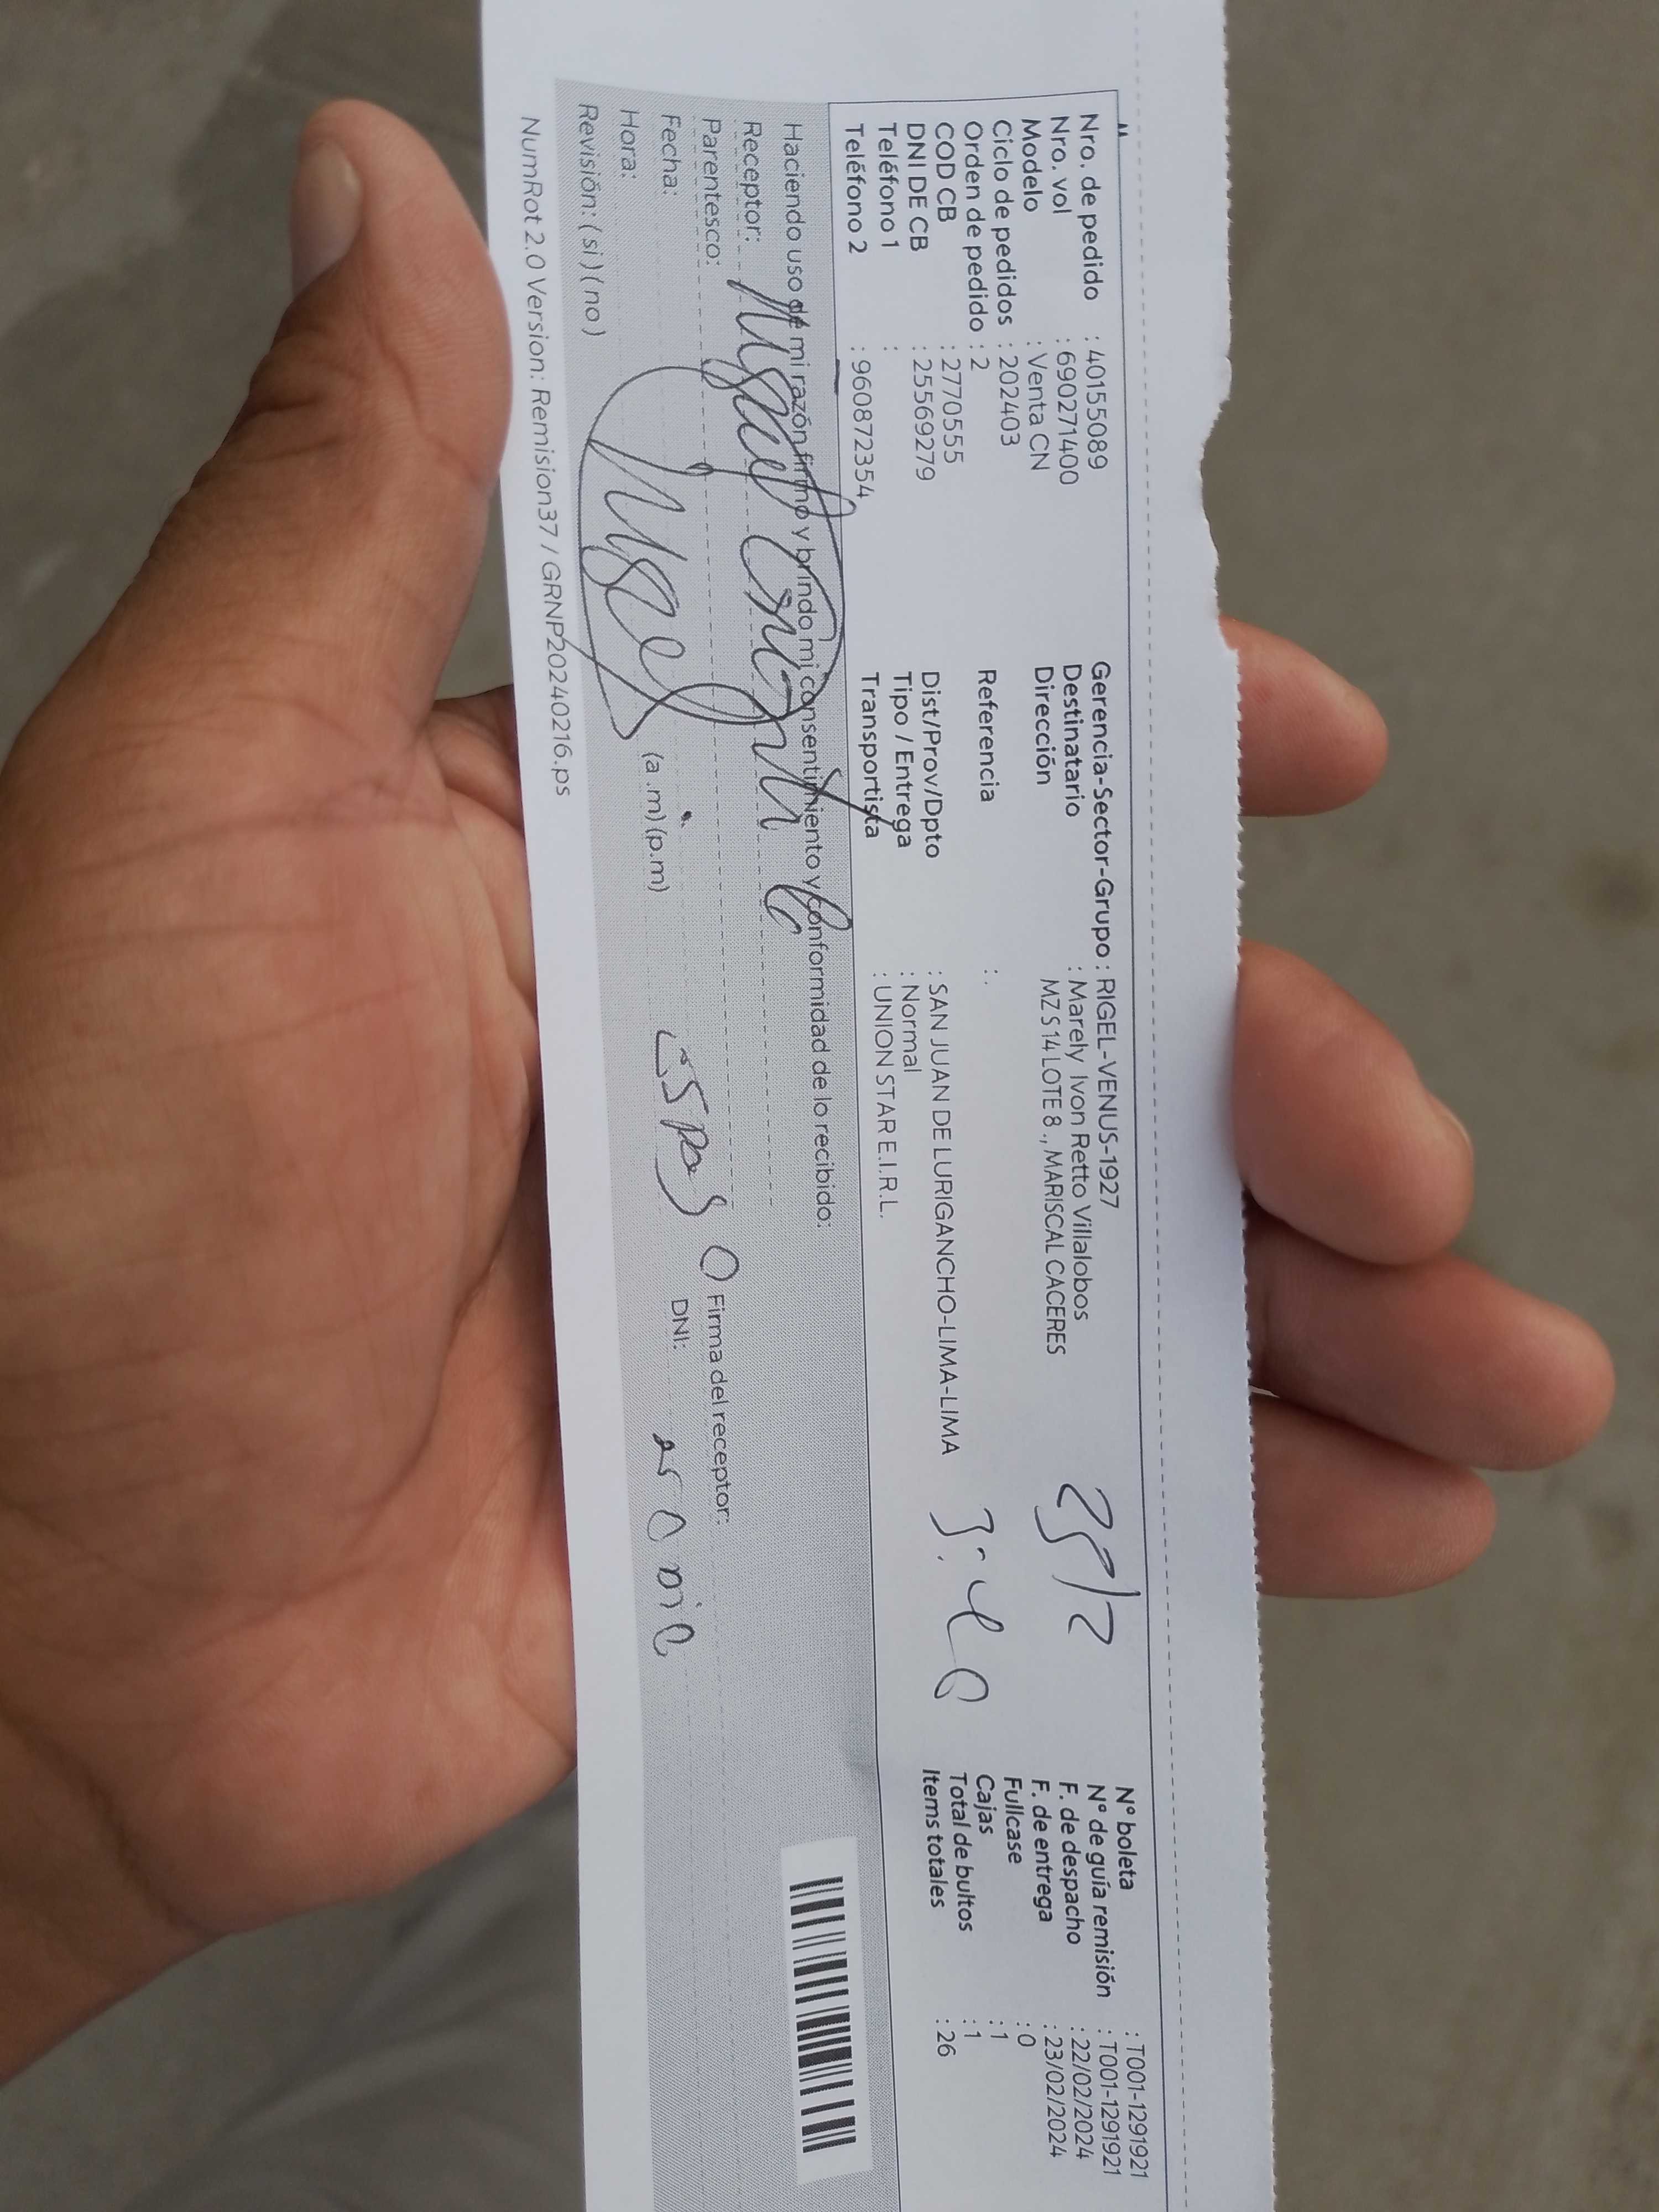 Nro. de pedido : 40155089
Nro. vol : 690271400
Modelo : Venta CN
Ciclo de pedidos : 202403
Orden de pedido : 2
COD CB : 2770555
DNI DE CB : 25569279
Teléfono 1 :
Teléfono 2 : 960872354
Gerencia-Sector-Grupo : RIGEL-VENUS-1927
Destinatario : Marely Ivon Retto Villalobos
Dirección MZ S 14 LOTE 8 ., MARISCAL CACERES
Referencia : .
Dist/Prov/Dpto : SAN JUAN DE LURIGANCHO-LIMA-LIMA
Tipo / Entrega : Normal
Transportista : UNION STAR E.I.R.L.
N° boleta : T001-1291921
N° de guía remisión : T001-1291921
F. de despacho : 22/02/2024
F. de entrega : 23/02/2024
Fullcase : 0
Cajas : 1
Total de bultos : 1
Items totales : 26
Haciendo uso de mi razón firmo y brindo mi consentimiento y conformidad de lo recibido:
Receptor:
Parentesco:
Fecha:
Hora: (a .m) (p.m)
Revisión: ( si ) ( no )
Firma del receptor:
DNI:
NumRot 2.0 Version: Remision37 / GRNP20240216.ps